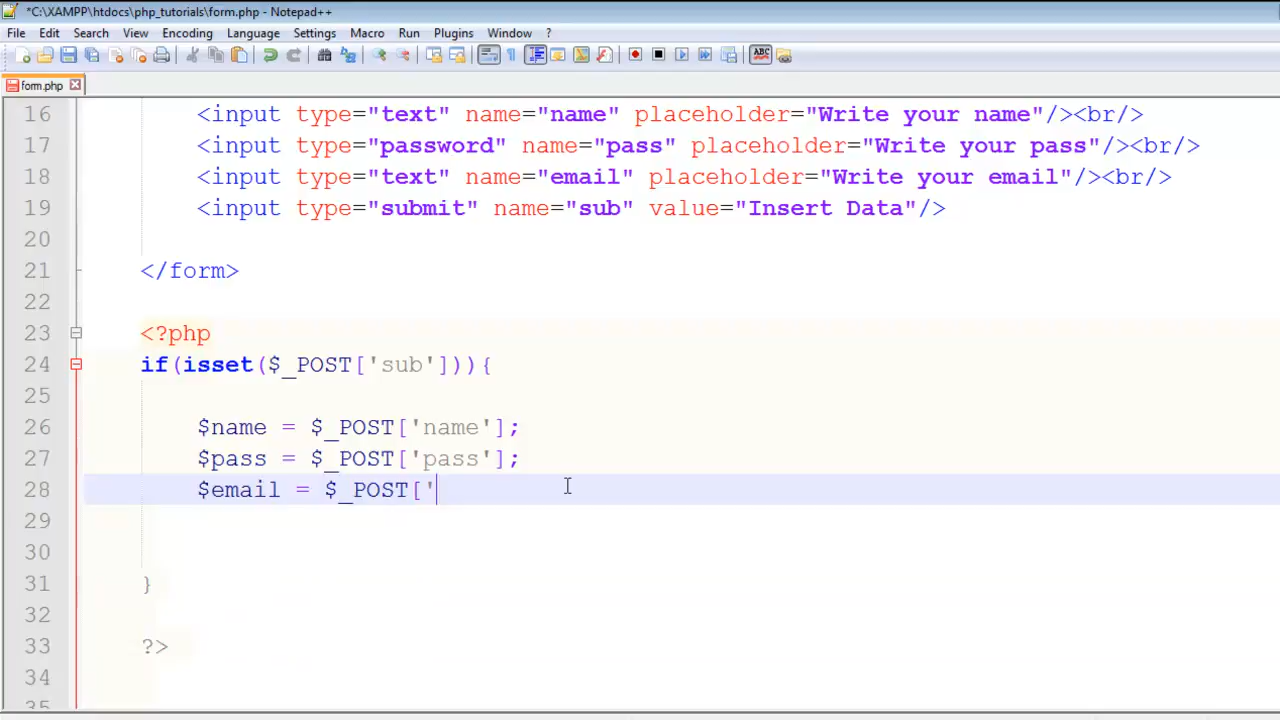 *C:\XAMPP\htdocs\php_tutorials\form.php - Notepad++
File Edit Search View Encoding Language Settings Macro Run Plugins Window ?
ABC
form.php
16 <input type="text" name="name" placeholder="Write your name"/><br/>
17 <input type="password" name="pass" placeholder="Write your pass"/><br/>
18 <input type="text" name="email" placeholder="Write your email"/><br/>
19 <input type="submit" name="sub" value="Insert Data"/>
20
21 </form>
22
23 <?php
24 if(isset($_POST['sub'])){
25
26 $name = $_POST['name'];
27 $pass = $_POST['pass'];
28 $email = $_POST['
29
30
31 }
32
33 ?>
34
35